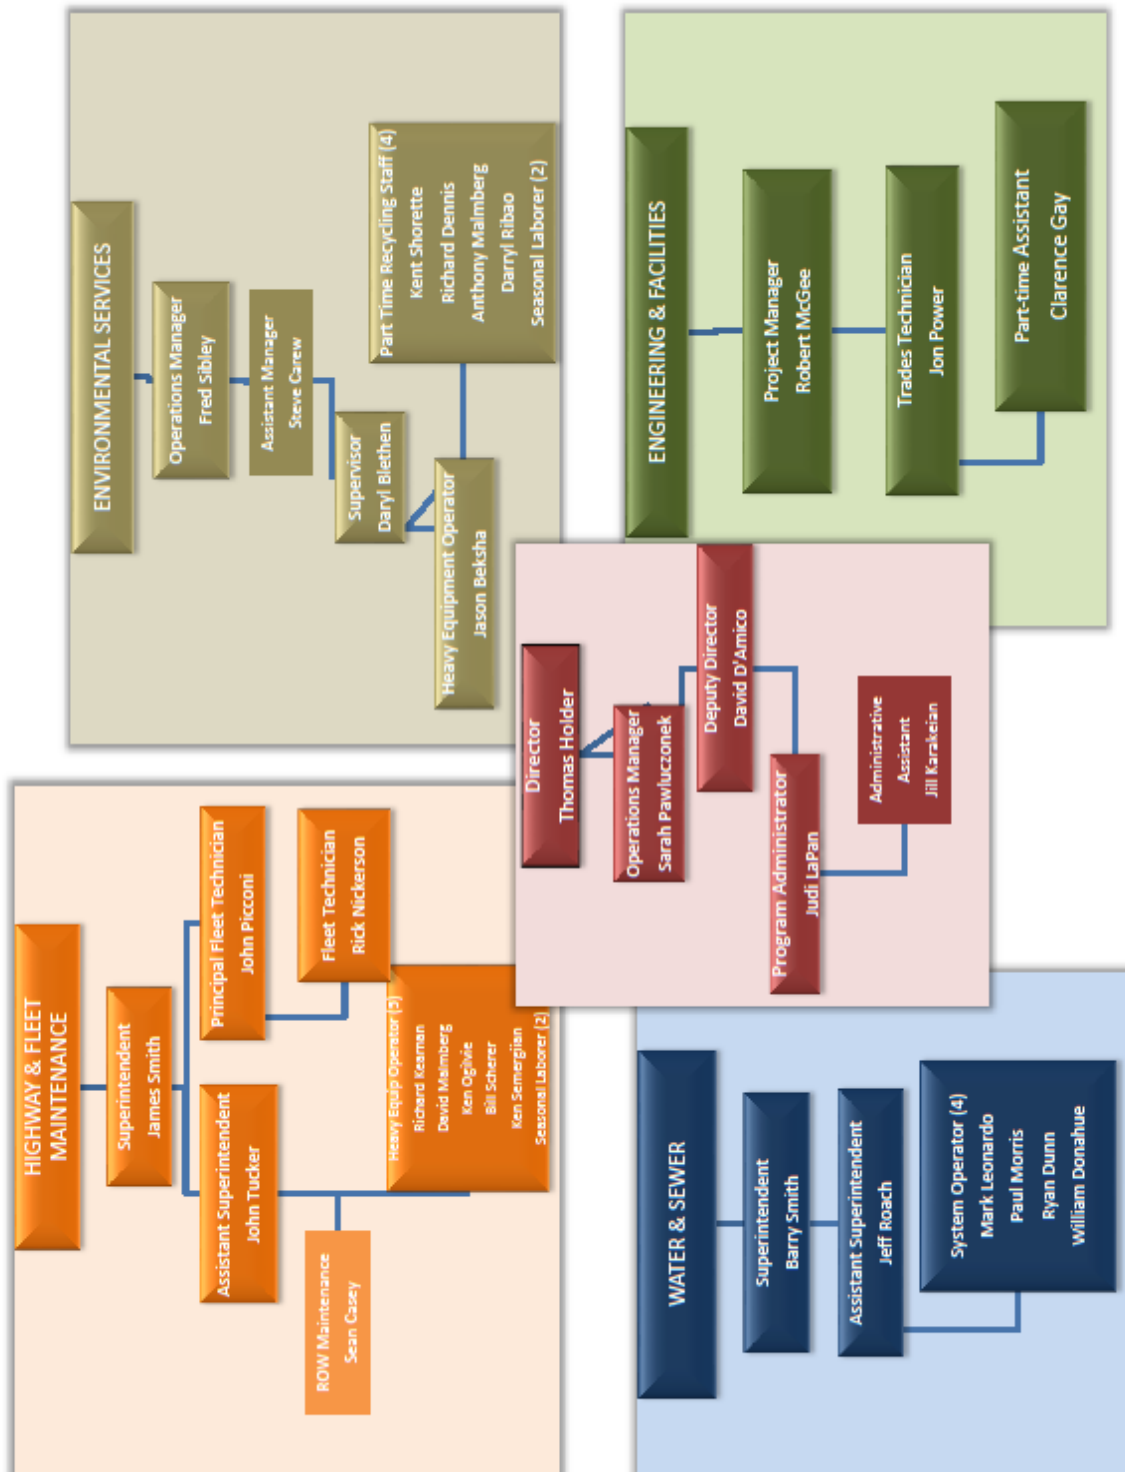 HIGHWAY & FLEET
MAINTENANCE
Superintendent
James Smith
Assistant Superintendent
John Tucker
Principal Fleet Technician
John Picconi
ROW Maintenance
Sean Casey
Fleet Technician
Rick Nickerson
Heavy Equip Operator (5)
Richard Kearnan
David Malmberg
Ken Ogilvie
Bill Scherer
Ken Semerjian
Seasonal Laborer (2)
ENVIRONMENTAL SERVICES
Operations Manager
Fred Sibley
Assistant Manager
Steve Carew
Supervisor
Daryl Blethen
Heavy Equipment Operator
Jason Beksha
Part Time Recycling Staff (4)
Kent Shorette
Richard Dennis
Anthony Malmberg
Darryl Ribao
Seasonal Laborer (2)
Director
Thomas Holder
Operations Manager
Sarah Pawluczonek
Deputy Director
David D'Amico
Program Administrator
Judi LaPan
Administrative
Assistant
Jill Karakeian
WATER & SEWER
Superintendent
Barry Smith
Assistant Superintendent
Jeff Roach
System Operator (4)
Mark Leonardo
Paul Morris
Ryan Dunn
William Donahue
ENGINEERING & FACILITIES
Project Manager
Robert McGee
Trades Technician
Jon Power
Part-time Assistant
Clarence Gay